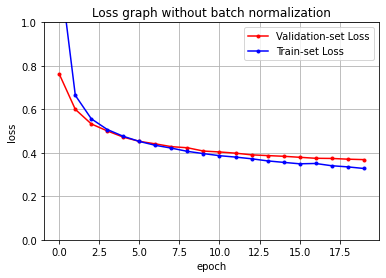 Loss graph without batch normalization
Validation-set Loss
Train-set Loss
loss
1.0
0.8
0.6
0.4
0.2
0.0
0.0 2.5 5.0 7.5 10.0 12.5 15.0 17.5
epoch